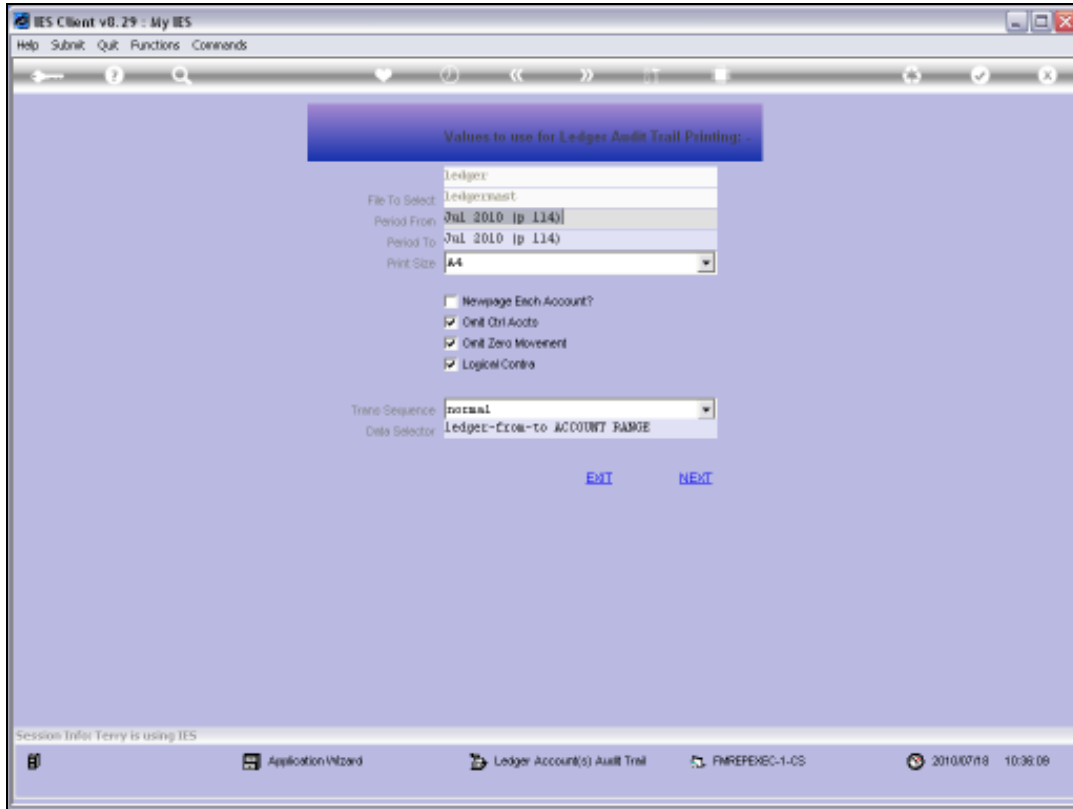 IES Client v8.29 : My IES
Help Submit Quit Functions Commands
Values to use for Ledger Audit Trail Printing: -
ledger
File To Select ledgermast
Period From Jul 2010 (p 114)
Period To Jul 2010 (p 114)
Print Size A4
Newpage Each Account?
Omit Ctrl Accts
Omit Zero Movement
Logical Contra
Trans Sequence normal
Data Selector ledger-from-to ACCOUNT RANGE
EXIT NEXT
Session Info: Terry is using IES
Application Wizard Ledger Account(s) Audit Trail FMREPEXEC-1-CS 2010/07/18 10:36:09